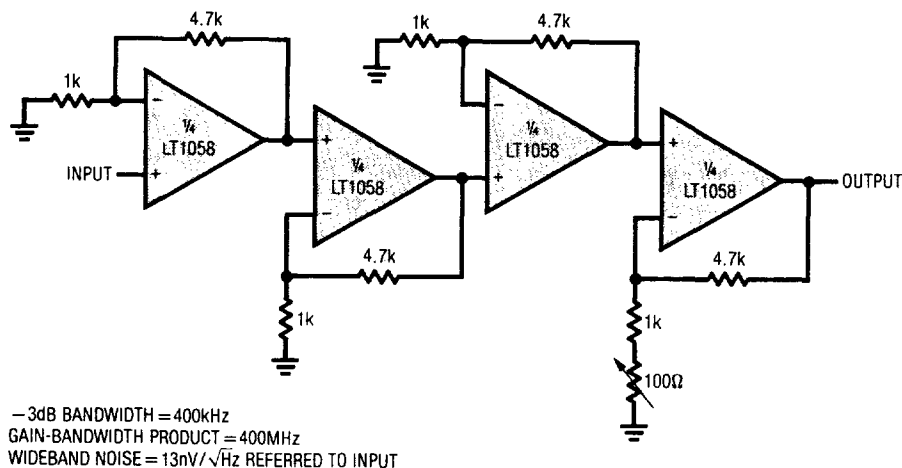 4.7k
1k
4.7k
1k
−
+
¼
LT1058
INPUT
+
−
¼
LT1058
−
+
¼
LT1058
+
−
¼
LT1058
OUTPUT
4.7k
4.7k
1k
1k
100Ω
−3dB BANDWIDTH = 400kHz
GAIN-BANDWIDTH PRODUCT = 400MHz
WIDEBAND NOISE = 13nV/√Hz REFERRED TO INPUT